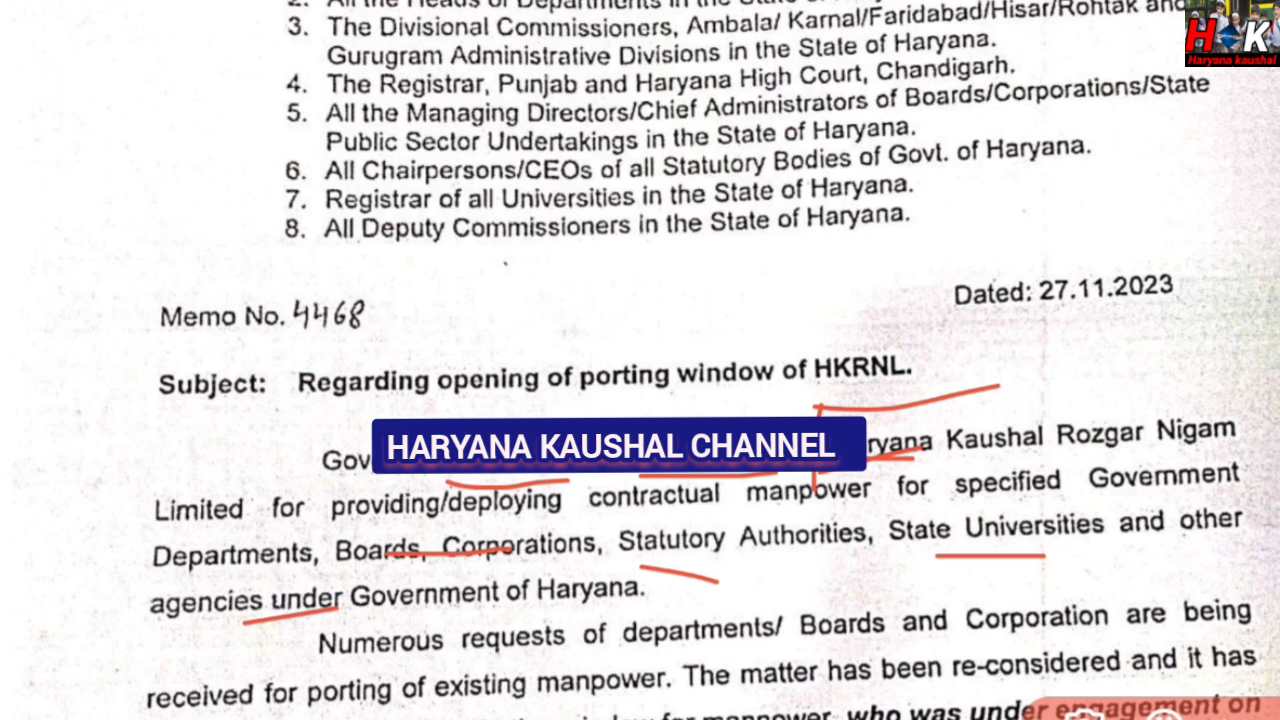 2. All the Heads of Departments in the State of
3. The Divisional Commissioners, Ambala/ Karnal/Faridabad/Hisar/Rohtak and
Gurugram Administrative Divisions in the State of Haryana.
4. The Registrar, Punjab and Haryana High Court, Chandigarh.
5. All the Managing Directors/Chief Administrators of Boards/Corporations/State
Public Sector Undertakings in the State of Haryana.
6. All Chairpersons/CEOs of all Statutory Bodies of Govt. of Haryana.
7. Registrar of all Universities in the State of Haryana.
8. All Deputy Commissioners in the State of Haryana.
H K
Haryana kaushal
Memo No. 4468
Dated: 27.11.2023
Subject: Regarding opening of porting window of HKRNL.
HARYANA KAUSHAL CHANNEL
Gov ryana Kaushal Rozgar Nigam
Limited for providing/deploying contractual manpower for specified Government
Departments, Boards, Corporations, Statutory Authorities, State Universities and other
agencies under Government of Haryana.
Numerous requests of departments/ Boards and Corporation are being
received for porting of existing manpower. The matter has been re-considered and it has
window for manpower, who was under engagement on